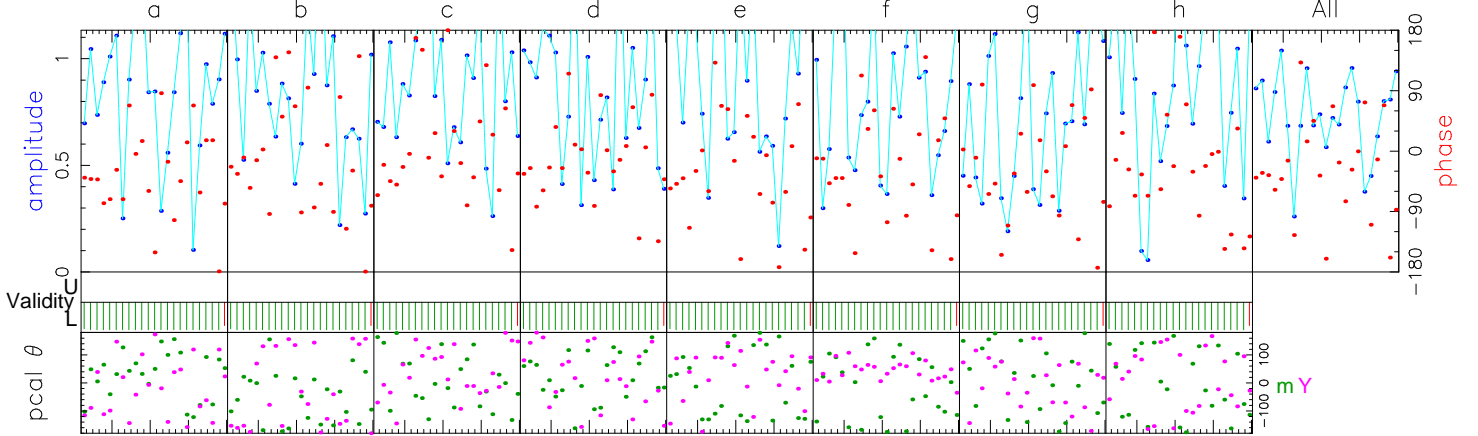 a b c d e f g h All
1
0.5
0
amplitude
180
90
0
−90
−180
phase
U
Validity
L
pcal θ
100
0
−100
m Y